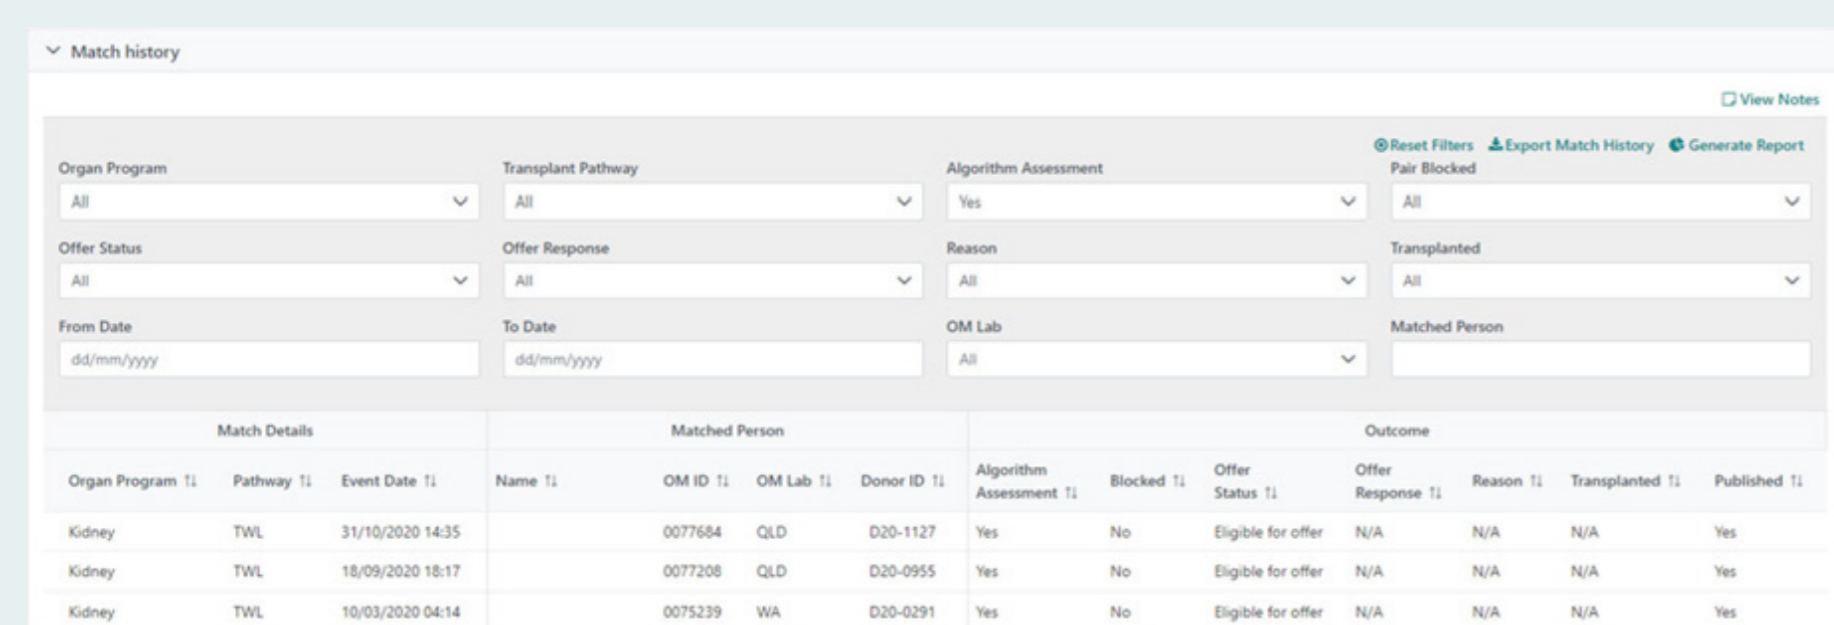 Match history
View Notes
Reset Filters Export Match History Generate Report
Organ Program Transplant Pathway Algorithm Assessment Pair Blocked
All All Yes All
Offer Status Offer Response Reason Transplanted
All All All All
From Date To Date OM Lab Matched Person
dd/mm/yyyy dd/mm/yyyy All
Match Details Matched Person Outcome
Organ Program Pathway Event Date Name OM ID OM Lab Donor ID Algorithm Assessment Blocked Offer Status Offer Response Reason Transplanted Published
Kidney TWL 31/10/2020 14:35 0077684 QLD D20-1127 Yes No Eligible for offer N/A N/A N/A Yes
Kidney TWL 18/09/2020 18:17 0077208 QLD D20-0955 Yes No Eligible for offer N/A N/A N/A Yes
Kidney TWL 10/03/2020 04:14 0075239 WA D20-0291 Yes No Eligible for offer N/A N/A N/A Yes